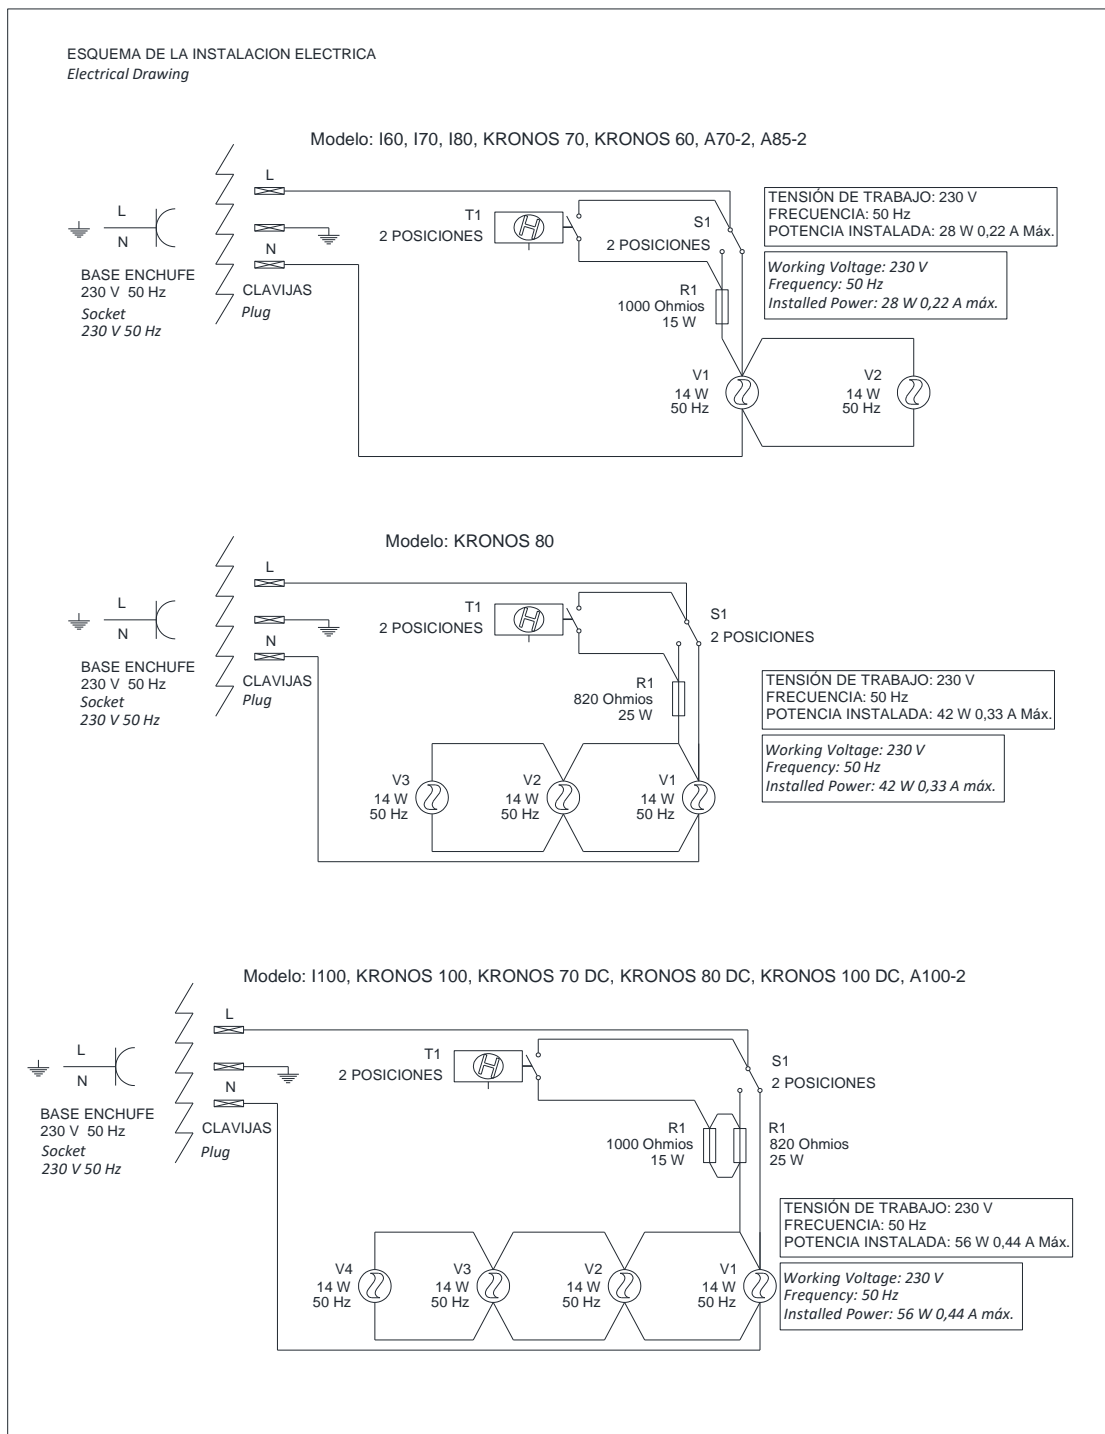 ESQUEMA DE LA INSTALACION ELECTRICA
Electrical Drawing
Modelo: I60, I70, I80, KRONOS 70, KRONOS 60, A70-2, A85-2
L
L
N
BASE ENCHUFE
230 V 50 Hz
Socket
230 V 50 Hz
N
CLAVIJAS
Plug
T1
2 POSICIONES
S1
2 POSICIONES
R1
1000 Ohmios
15 W
TENSIÓN DE TRABAJO: 230 V
FRECUENCIA: 50 Hz
POTENCIA INSTALADA: 28 W 0,22 A Máx.
Working Voltage: 230 V
Frequency: 50 Hz
Installed Power: 28 W 0,22 A máx.
V1
14 W
50 Hz
V2
14 W
50 Hz
Modelo: KRONOS 80
L
L
N
BASE ENCHUFE
230 V 50 Hz
Socket
230 V 50 Hz
N
CLAVIJAS
Plug
T1
2 POSICIONES
S1
2 POSICIONES
R1
820 Ohmios
25 W
TENSIÓN DE TRABAJO: 230 V
FRECUENCIA: 50 Hz
POTENCIA INSTALADA: 42 W 0,33 A Máx.
Working Voltage: 230 V
Frequency: 50 Hz
Installed Power: 42 W 0,33 A máx.
V3
14 W
50 Hz
V2
14 W
50 Hz
V1
14 W
50 Hz
Modelo: I100, KRONOS 100, KRONOS 70 DC, KRONOS 80 DC, KRONOS 100 DC, A100-2
L
L
N
BASE ENCHUFE
230 V 50 Hz
Socket
230 V 50 Hz
N
CLAVIJAS
Plug
T1
2 POSICIONES
S1
2 POSICIONES
R1
1000 Ohmios
15 W
R1
820 Ohmios
25 W
TENSIÓN DE TRABAJO: 230 V
FRECUENCIA: 50 Hz
POTENCIA INSTALADA: 56 W 0,44 A Máx.
Working Voltage: 230 V
Frequency: 50 Hz
Installed Power: 56 W 0,44 A máx.
V4
14 W
50 Hz
V3
14 W
50 Hz
V2
14 W
50 Hz
V1
14 W
50 Hz